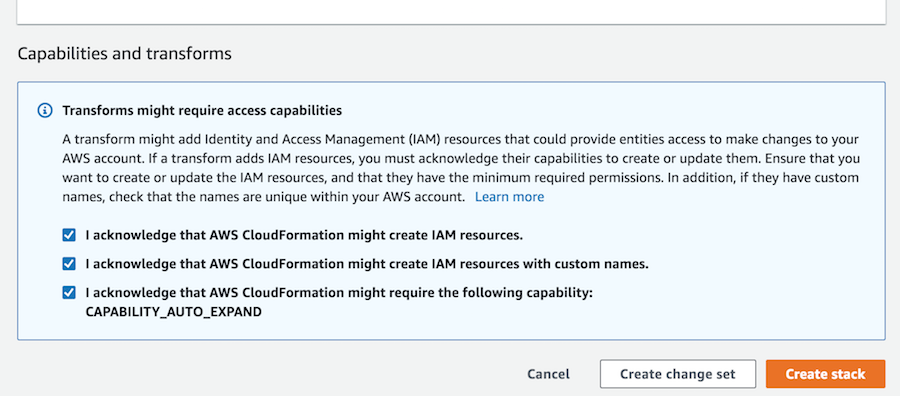 Capabilities and transforms
Transforms might require access capabilities
A transform might add Identity and Access Management (IAM) resources that could provide entities access to make changes to your
AWS account. If a transform adds IAM resources, you must acknowledge their capabilities to create or update them. Ensure that you
want to create or update the IAM resources, and that they have the minimum required permissions. In addition, if they have custom
names, check that the names are unique within your AWS account. Learn more
I acknowledge that AWS CloudFormation might create IAM resources.
I acknowledge that AWS CloudFormation might create IAM resources with custom names.
I acknowledge that AWS CloudFormation might require the following capability:
CAPABILITY_AUTO_EXPAND
Cancel Create change set Create stack